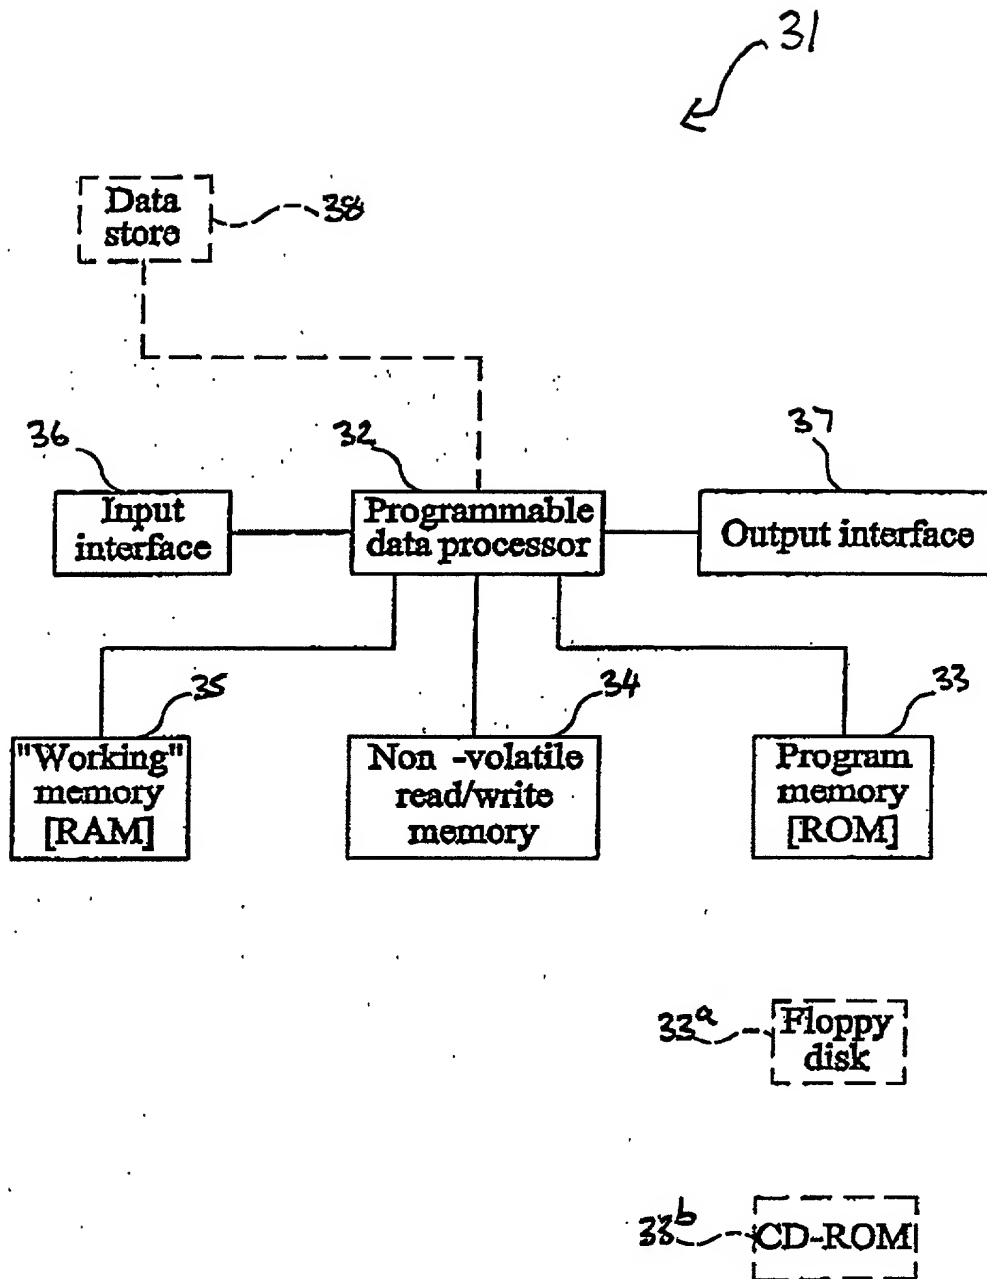 31
Data
store
38
36
32
37
Input
interface
Programmable
data processor
Output interface
35
34
33
"Working"
memory
[RAM]
Non -volatile
read/write
memory
Program
memory
[ROM]
33a
Floppy
disk
33b
CD-ROM